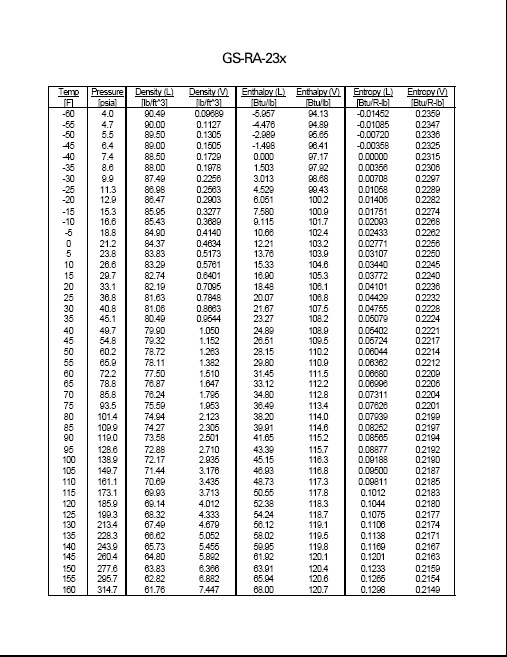 GS-RA-23x
Temp Pressure Density (L) Density (V) Enthalpy (L) Enthalpy (V) Entropy (L) Entropy (V)
[F] [psia] [lb/ft^3] [lb/ft^3] [Btu/lb] [Btu/lb] [Btu/R-lb] [Btu/R-lb]
-60 4.0 90.49 0.09689 -5.957 94.13 -0.01452 0.2359
-55 4.7 90.00 0.1127 -4.476 94.89 -0.01085 0.2347
-50 5.5 89.50 0.1305 -2.989 95.65 -0.00720 0.2336
-45 6.4 89.00 0.1505 -1.498 96.41 -0.00358 0.2325
-40 7.4 88.50 0.1729 0.000 97.17 0.00000 0.2315
-35 8.6 88.00 0.1978 1.503 97.92 0.00356 0.2306
-30 9.9 87.49 0.2256 3.013 98.68 0.00708 0.2297
-25 11.3 86.98 0.2563 4.529 99.43 0.01058 0.2289
-20 12.9 86.47 0.2903 6.051 100.2 0.01406 0.2282
-15 15.3 85.95 0.3277 7.580 100.9 0.01751 0.2274
-10 16.6 85.43 0.3689 9.115 101.7 0.02093 0.2268
-5 18.8 84.90 0.4140 10.66 102.4 0.02433 0.2262
0 21.2 84.37 0.4634 12.21 103.2 0.02771 0.2256
5 23.8 83.83 0.5173 13.76 103.9 0.03107 0.2250
10 26.6 83.29 0.5761 15.33 104.6 0.03440 0.2245
15 29.7 82.74 0.6401 16.90 105.3 0.03772 0.2240
20 33.1 82.19 0.7095 18.48 106.1 0.04101 0.2236
25 36.8 81.63 0.7848 20.07 106.8 0.04429 0.2232
30 40.8 81.06 0.8663 21.67 107.5 0.04755 0.2228
35 45.1 80.49 0.9544 23.27 108.2 0.05079 0.2224
40 49.7 79.90 1.050 24.89 108.9 0.05402 0.2221
45 54.8 79.32 1.152 26.51 109.5 0.05724 0.2217
50 60.2 78.72 1.263 28.15 110.2 0.06044 0.2214
55 65.9 78.11 1.382 29.80 110.9 0.06362 0.2212
60 72.2 77.50 1.510 31.45 111.5 0.06680 0.2209
65 78.8 76.87 1.647 33.12 112.2 0.06996 0.2206
70 85.8 76.24 1.795 34.80 112.8 0.07311 0.2204
75 93.5 75.59 1.953 36.49 113.4 0.07626 0.2201
80 101.4 74.94 2.123 38.20 114.0 0.07939 0.2199
85 109.9 74.27 2.305 39.91 114.6 0.08252 0.2197
90 119.0 73.58 2.501 41.65 115.2 0.08565 0.2194
95 128.6 72.88 2.710 43.39 115.7 0.08877 0.2192
100 138.9 72.17 2.935 45.15 116.3 0.09188 0.2190
105 149.7 71.44 3.176 46.93 116.8 0.09500 0.2187
110 161.1 70.69 3.435 48.73 117.3 0.09811 0.2185
115 173.1 69.93 3.713 50.55 117.8 0.1012 0.2183
120 185.9 69.14 4.012 52.38 118.3 0.1044 0.2180
125 199.3 68.32 4.333 54.24 118.7 0.1075 0.2177
130 213.4 67.49 4.679 56.12 119.1 0.1106 0.2174
135 228.3 66.62 5.052 58.02 119.5 0.1138 0.2171
140 243.9 65.73 5.455 59.95 119.8 0.1169 0.2167
145 260.4 64.80 5.892 61.92 120.1 0.1201 0.2163
150 277.6 63.83 6.366 63.91 120.4 0.1233 0.2159
155 295.7 62.82 6.882 65.94 120.6 0.1265 0.2154
160 314.7 61.76 7.447 68.00 120.7 0.1298 0.2149